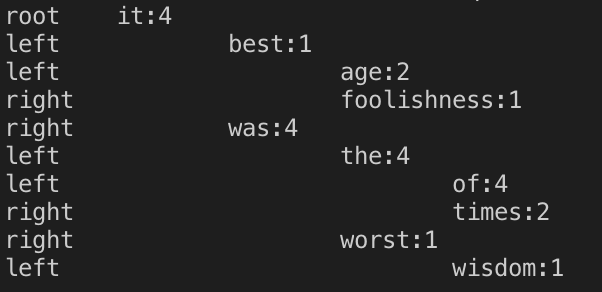 root    it:4
left            best:1
left                    age:2
right                   foolishness:1
right           was:4
left                    the:4
left                            of:4
right                           times:2
right                   worst:1
left                            wisdom:1